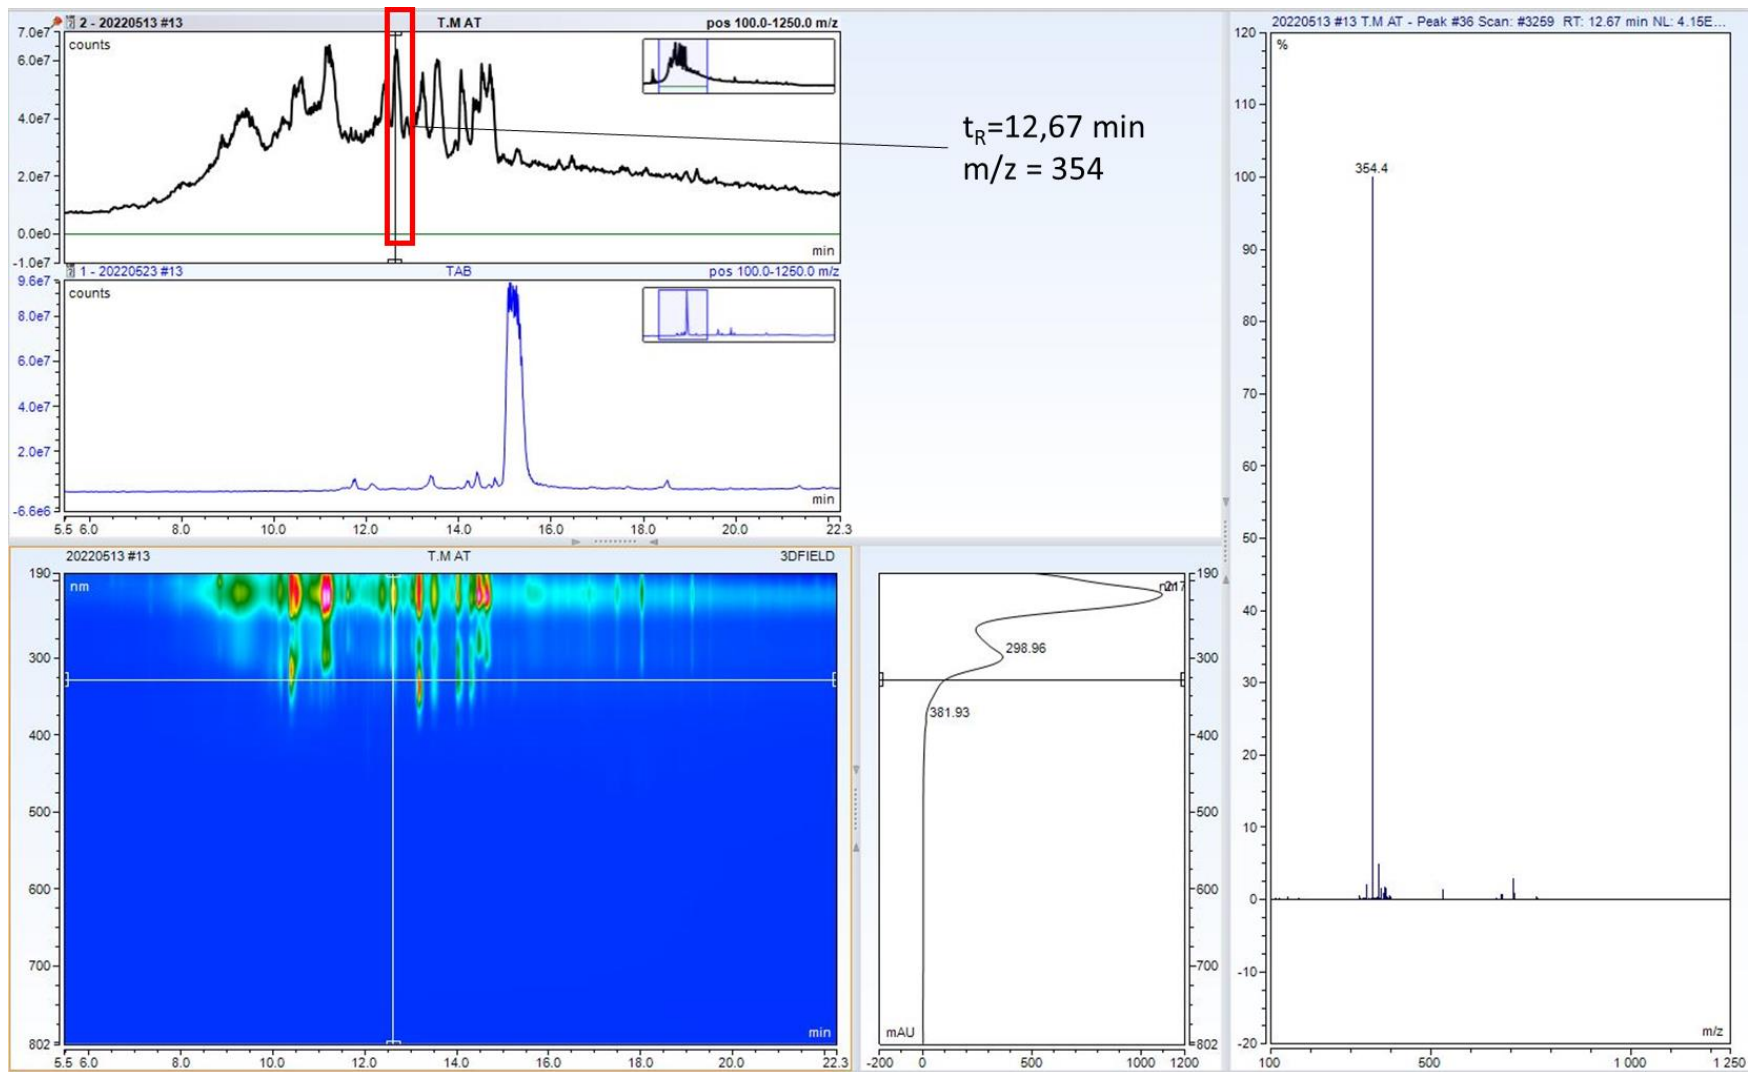 2 - 20220513 #13 T.M AT pos 100.0-1250.0 m/z
7.0e7
counts
6.0e7
4.0e7
2.0e7
0.0e0
-1.0e7
min
tR=12,67 min
m/z = 354
1 - 20220523 #13 TAB pos 100.0-1250.0 m/z
9.6e7
counts
8.0e7
6.0e7
4.0e7
2.0e7
-6.6e6
min
5.5 6.0 8.0 10.0 12.0 14.0 16.0 18.0 20.0 22.3
20220513 #13 T.M AT 3DFIELD
190
nm
300
400
500
600
700
802
min
5.5 6.0 8.0 10.0 12.0 14.0 16.0 18.0 20.0 22.3
190
298.96
300
381.93
400
500
600
700
mAU
802
-200 0 500 1000 1200
20220513 #13 T.M AT - Peak #36 Scan: #3259 RT: 12.67 min NL: 4.15E...
120
%
110
354.4
100
90
80
70
60
50
40
30
20
10
0
-10
-20
m/z
100 500 1 000 1 250